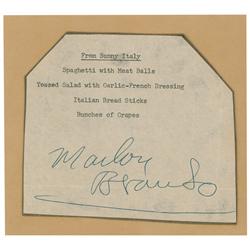 From Sunny Italy
Spaghetti with Meat Balls
Tossed Salad with Garlic-French Dressing
Italian Bread Sticks
Bunches of Grapes
Marlon
Brando